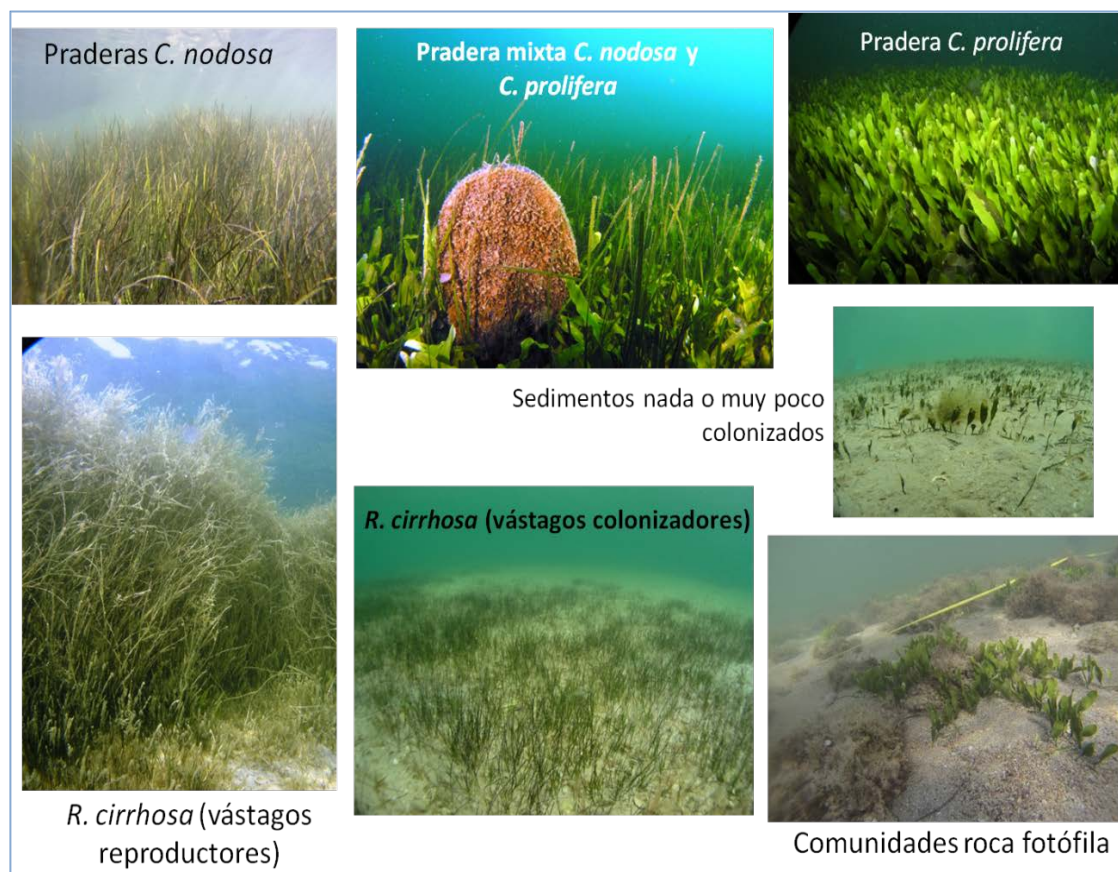 Praderas C. nodosa
Pradera mixta C. nodosa y
C. prolifera
Pradera C. prolifera
Sedimentos nada o muy poco
colonizados
R. cirrhosa (vástagos colonizadores)
R. cirrhosa (vástagos
reproductores)
Comunidades roca fotófila